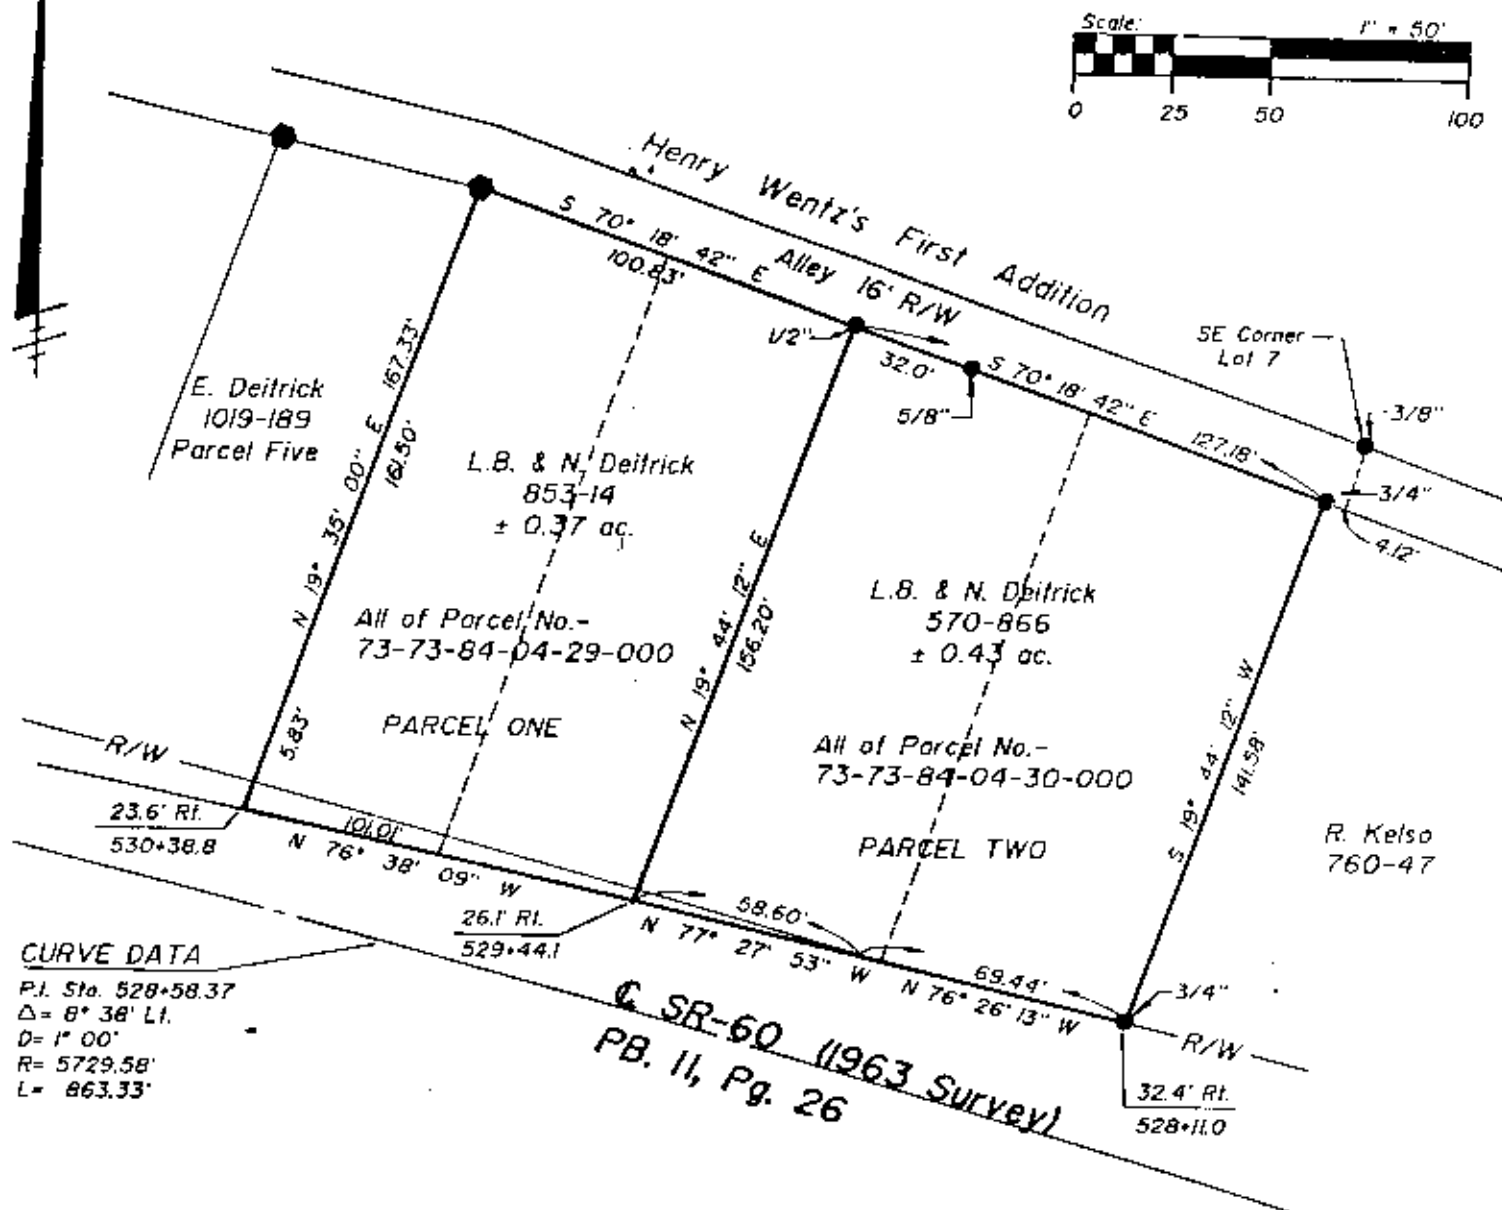 Scale: 1" = 50'
0 25 50 100
Henry Wentz's First Addition
S 70° 18' 42" E
100.83'
Alley 16' R/W
1/2"
32.0'
5/8"
S 70° 18' 42" E
127.18'
SE Corner
Lot 7
3/8"
3/4"
4.12'
E. Deitrick
1019-189
Parcel Five
N 19° 35' 00" E 167.33'
161.50'
5.83'
L.B. & N. Deitrick
853-14
± 0.37 ac.
All of Parcel No.-
73-73-84-04-29-000
PARCEL ONE
N 19° 44' 12" E
156.20'
L.B. & N. Deitrick
570-866
± 0.43 ac.
All of Parcel No.-
73-73-84-04-30-000
PARCEL TWO
S 19° 44' 12" W
141.58'
R. Kelso
760-47
R/W
23.6' Rt.
530+38.8
101.01'
N 76° 38' 09" W
26.1' Rt.
529+44.1
58.60'
N 77° 27' 53" W
69.44'
N 76° 26' 13" W
3/4"
R/W
32.4' Rt.
528+11.0
CURVE DATA
P.I. Sta. 528+58.37
Δ= 8° 38' Lt.
D= 1° 00'
R= 5729.58'
L= 863.33'
℄ SR-60 (1963 Survey)
PB. 11, Pg. 26